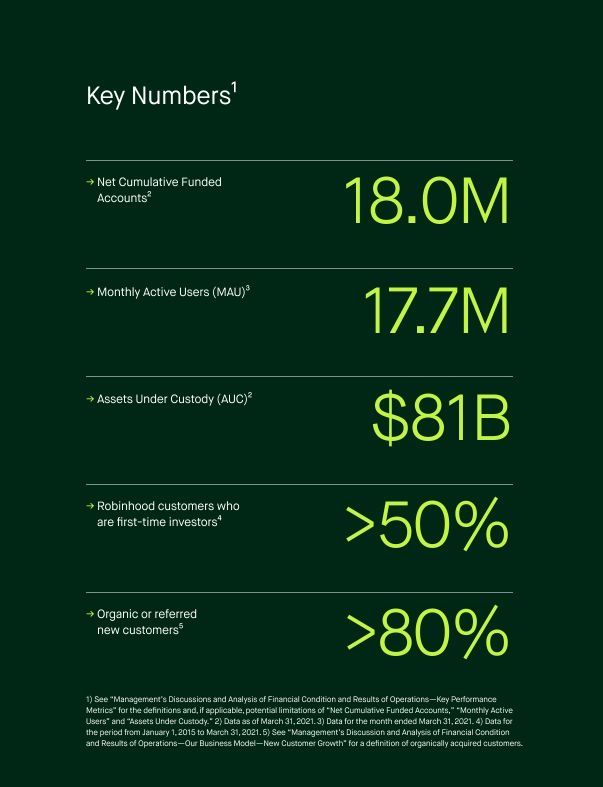 Key Numbers¹
→ Net Cumulative Funded
Accounts²
18.0M
→ Monthly Active Users (MAU)³
17.7M
→ Assets Under Custody (AUC)²
$81B
→ Robinhood customers who
are first-time investors⁴
>50%
→ Organic or referred
new customers⁵
>80%
1) See “Management’s Discussions and Analysis of Financial Condition and Results of Operations—Key Performance
Metrics” for the definitions and, if applicable, potential limitations of “Net Cumulative Funded Accounts,” “Monthly Active
Users” and “Assets Under Custody.” 2) Data as of March 31, 2021. 3) Data for the month ended March 31, 2021. 4) Data for
the period from January 1, 2015 to March 31, 2021. 5) See “Management’s Discussion and Analysis of Financial Condition
and Results of Operations—Our Business Model—New Customer Growth” for a definition of organically acquired customers.